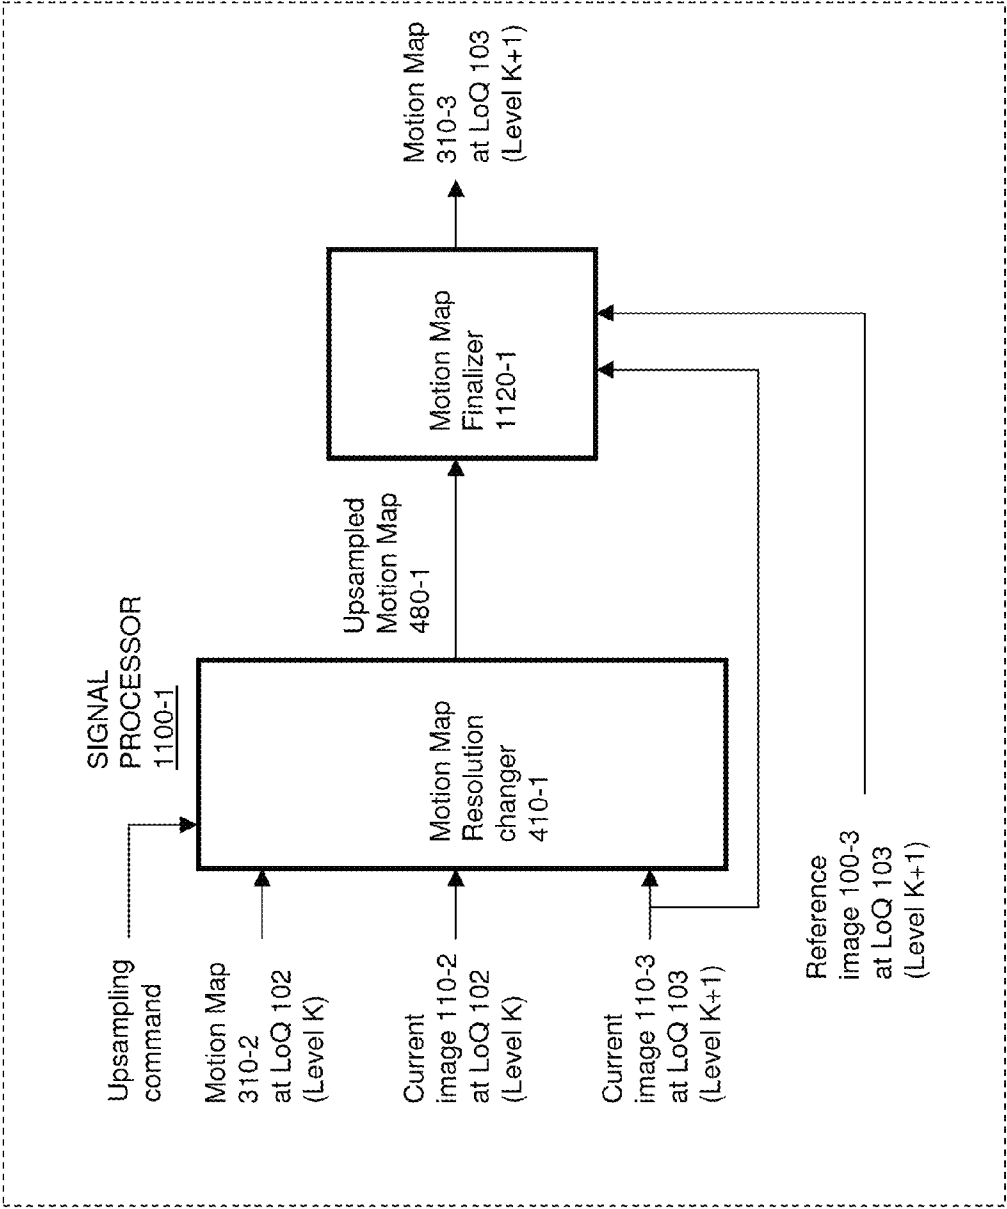 SIGNAL
PROCESSOR
1100-1
Upsampling
command
Motion Map
310-2
at LoQ 102
(Level K)
Current
image 110-2
at LoQ 102
(Level K)
Current
image 110-3
at LoQ 103
(Level K+1)
Reference
image 100-3
at LoQ 103
(Level K+1)
Motion Map
Resolution
changer
410-1
Upsampled
Motion Map
480-1
Motion Map
Finalizer
1120-1
Motion Map
310-3
at LoQ 103
(Level K+1)